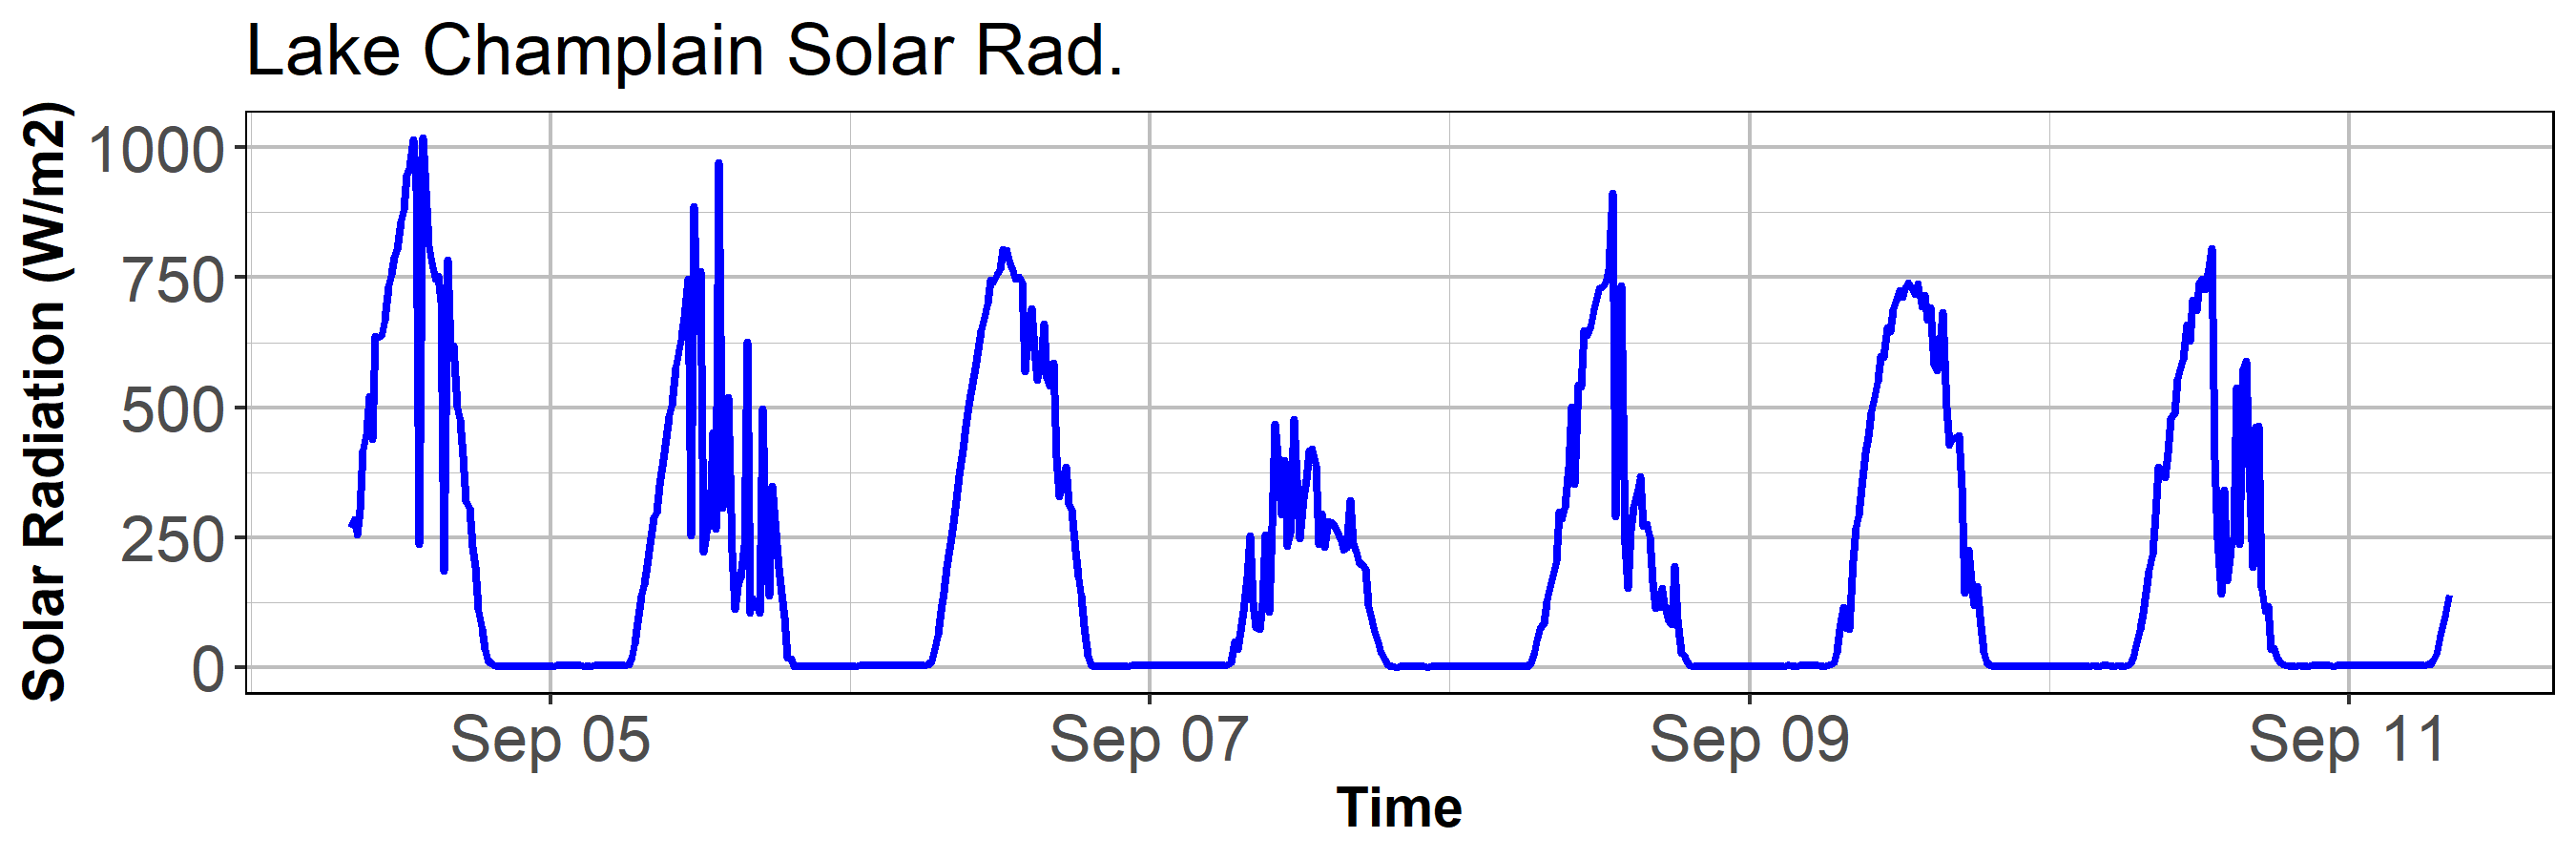 Lake Champlain Solar Rad.
Solar Radiation (W/m2)
1000
750
500
250
0
Sep 05 Sep 07 Sep 09 Sep 11
Time